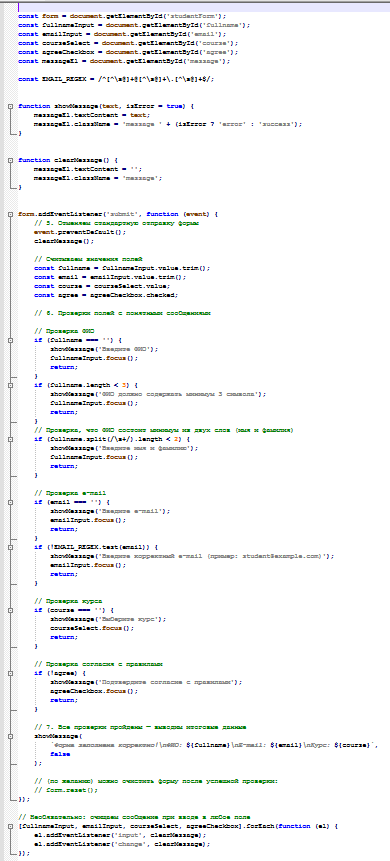 const form = document.getElementById('studentForm');
const fullnameInput = document.getElementById('fullname');
const emailInput = document.getElementById('email');
const courseSelect = document.getElementById('course');
const agreeCheckbox = document.getElementById('agree');
const messageEl = document.getElementById('message');
const EMAIL_REGEX = /^[^\s@]+@[^\s@]+\.[^\s@]+$/;
function showMessage(text, isError = true) {
messageEl.textContent = text;
messageEl.className = 'message ' + (isError ? 'error' : 'success');
}
function clearMessage() {
messageEl.textContent = '';
messageEl.className = 'message';
}
form.addEventListener('submit', function (event) {
// 5. Отменяем стандартную отправку формы
event.preventDefault();
clearMessage();
// Считываем значения полей
const fullname = fullnameInput.value.trim();
const email = emailInput.value.trim();
const course = courseSelect.value;
const agree = agreeCheckbox.checked;
// 6. Проверки полей с понятными сообщениями
// Проверка ФИО
if (fullname === '') {
showMessage('Введите ФИО');
fullnameInput.focus();
return;
}
if (fullname.length < 3) {
showMessage('ФИО должно содержать минимум 3 символа');
fullnameInput.focus();
return;
}
// Проверка, что ФИО состоит минимум из двух слов (имя и фамилия)
if (fullname.split(/\s+/).length < 2) {
showMessage('Введите имя и фамилию');
fullnameInput.focus();
return;
}
// Проверка e-mail
if (email === '') {
showMessage('Введите e-mail');
emailInput.focus();
return;
}
if (!EMAIL_REGEX.test(email)) {
showMessage('Введите корректный e-mail (пример: student@example.com)');
emailInput.focus();
return;
}
// Проверка курса
if (course === '') {
showMessage('Выберите курс');
courseSelect.focus();
return;
}
// Проверка согласия с правилами
if (!agree) {
showMessage('Подтвердите согласие с правилами');
agreeCheckbox.focus();
return;
}
// 7. Все проверки пройдены — выводим итоговые данные
showMessage(
`Форма заполнена корректно!\nФИО: ${fullname}\nE-mail: ${email}\nКурс: ${course}`,
false
);
// (по желанию) можно очистить форму после успешной проверки:
// form.reset();
});
// Необязательно: очищаем сообщение при вводе в любое поле
[fullnameInput, emailInput, courseSelect, agreeCheckbox].forEach(function (el) {
el.addEventListener('input', clearMessage);
el.addEventListener('change', clearMessage);
});